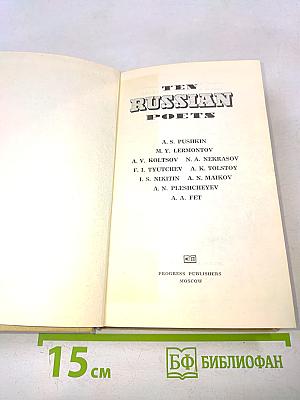 TEN
RUSSIAN
POETS
A. S. PUSHKIN
M. Y. LERMONTOV
A. V. KOLTSOV N. A. NEKRASOV
F. I. TYUTCHEV A. K. TOLSTOY
I. S. NIKITIN A. N. MAIKOV
A. N. PLESHCHEYEV
A. A. FET
PROGRESS PUBLISHERS
MOSCOW
15 см
БФ БИБЛИОФАН